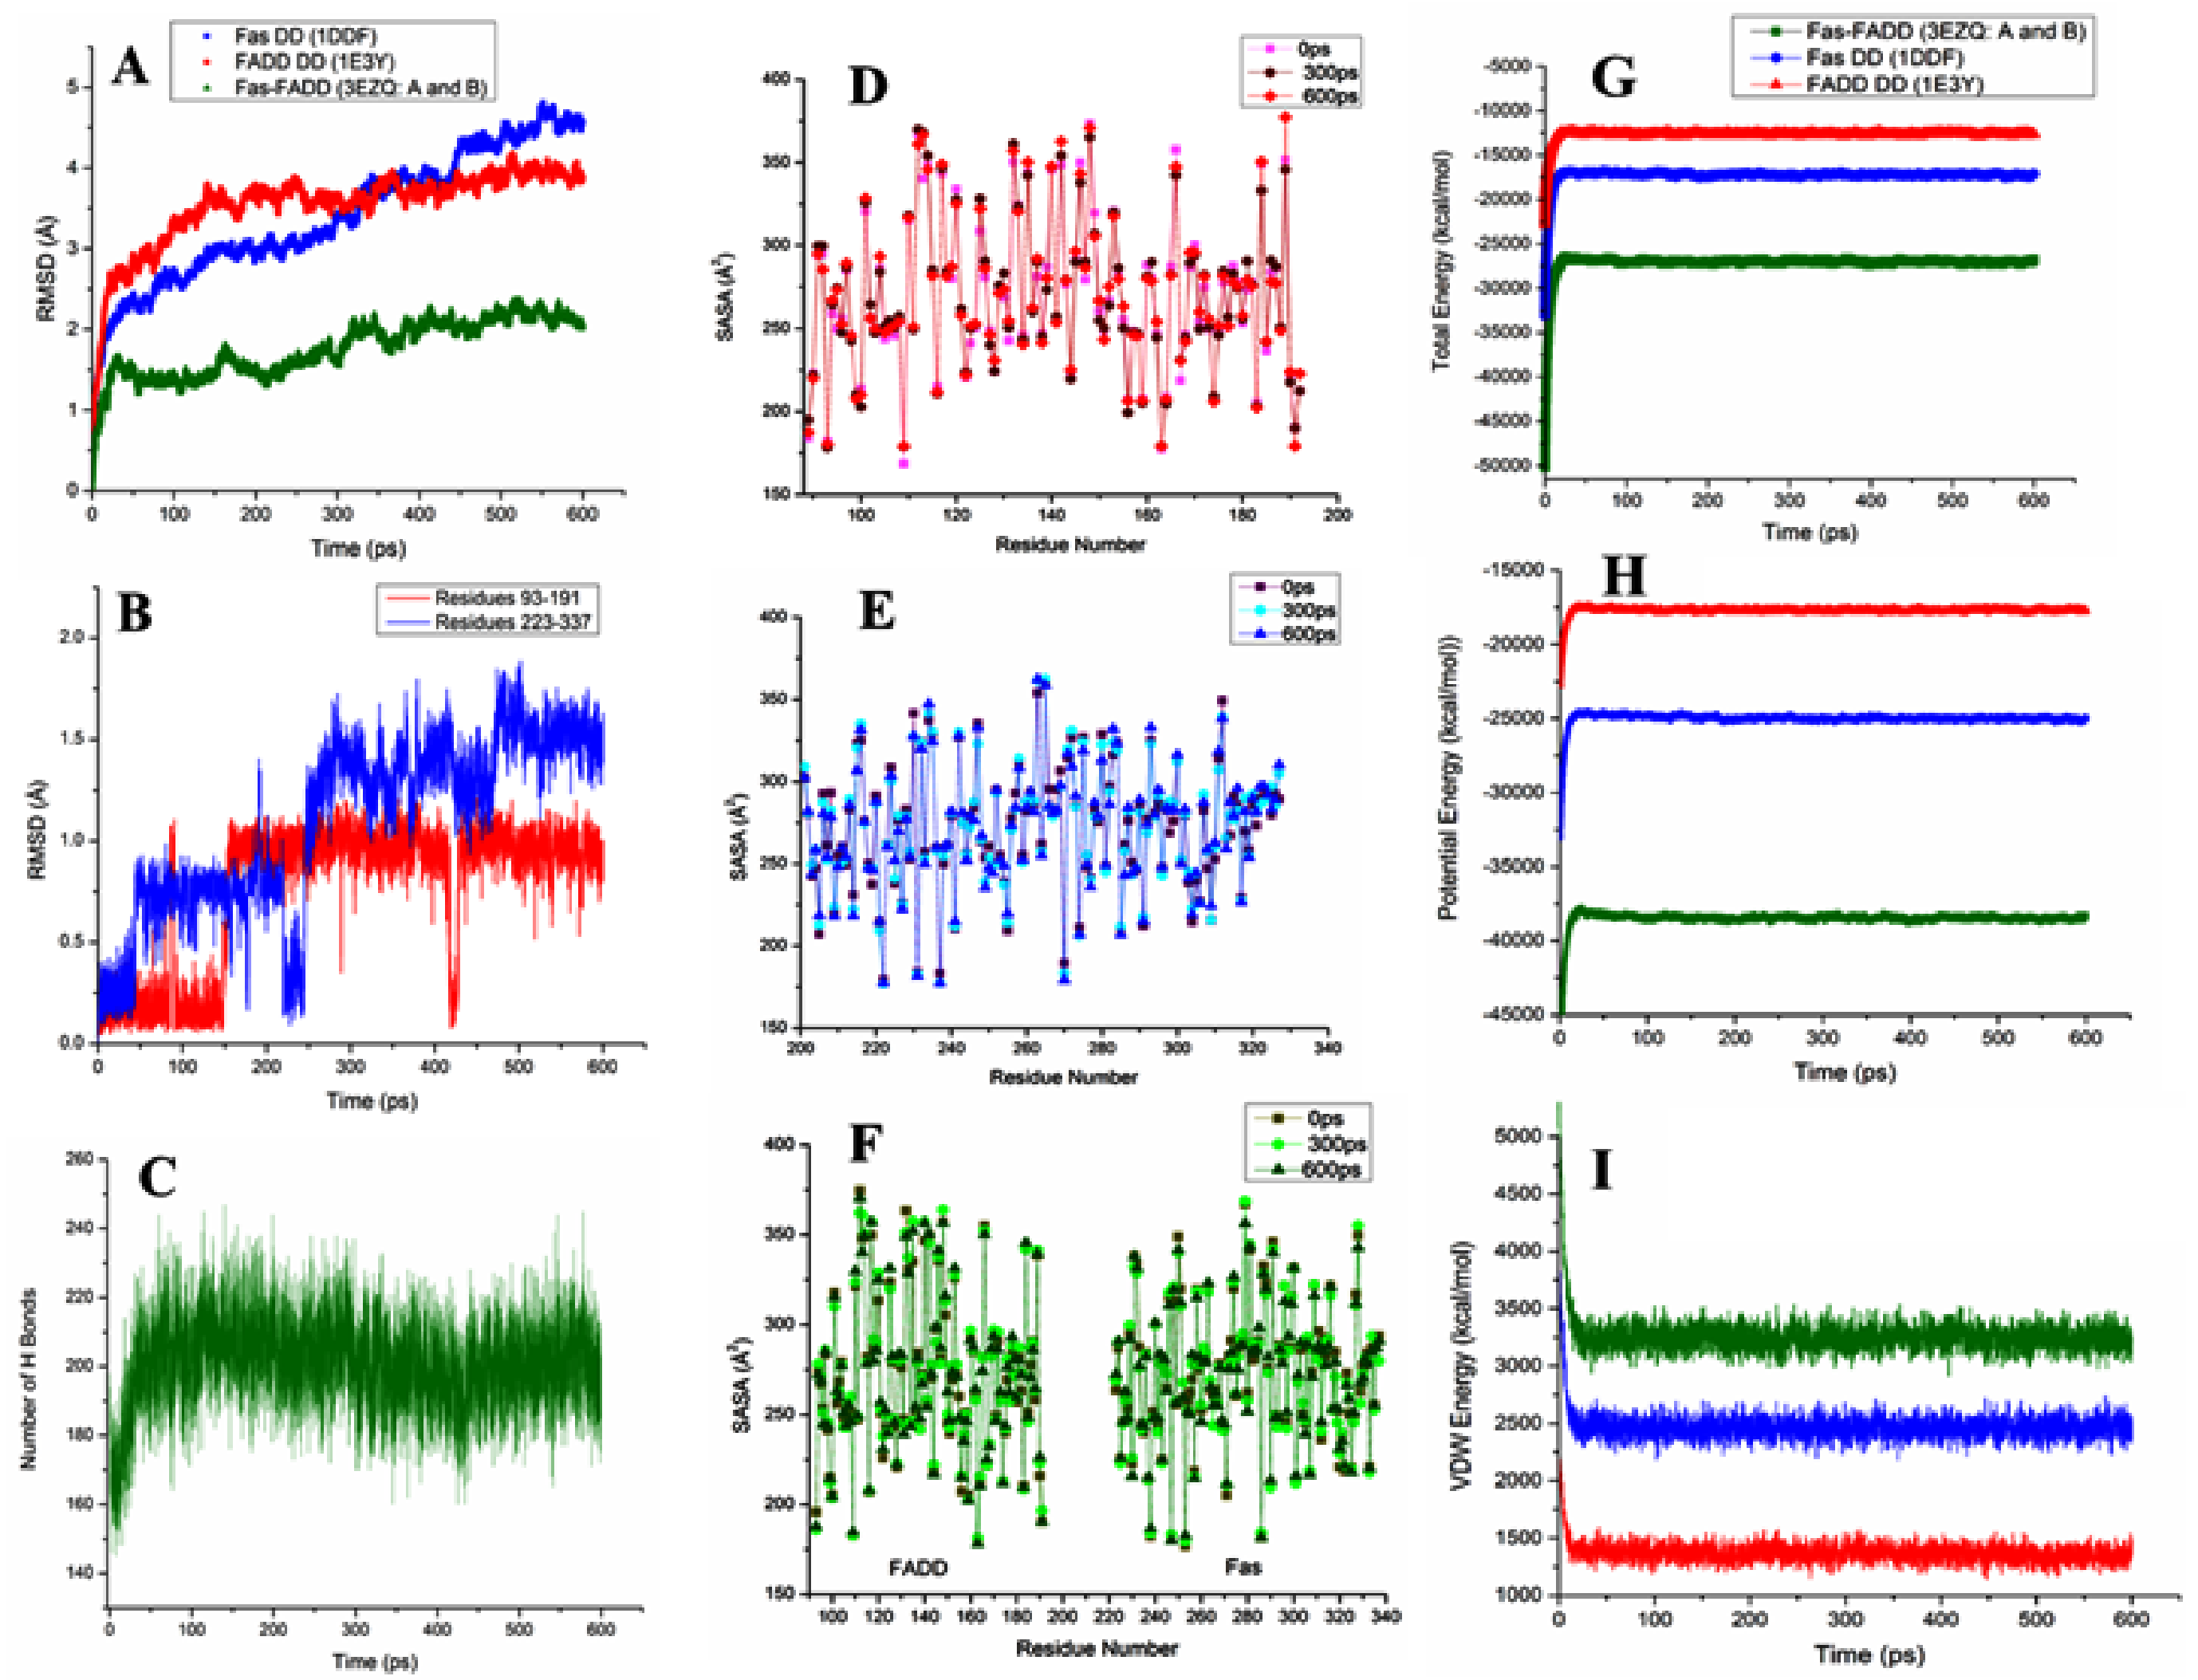 A
Fas DD (1DDF)
FADD DD (1E3Y)
Fas-FADD (3EZQ: A and B)
RMSD (Å)
5
4
3
2
1
0
0 100 200 300 400 500 600
Time (ps)
B
Residues 93-191
Residues 223-337
RMSD (Å)
2.0
1.5
1.0
0.5
0.0
0 100 200 300 400 500 600
Time (ps)
C
Number of H Bonds
260
240
220
200
180
160
140
0 100 200 300 400 500 600
Time (ps)
D
0ps
300ps
600ps
SASA (Å²)
400
350
300
250
200
150
100 120 140 160 180 200
Residue Number
E
0ps
300ps
600ps
SASA (Å²)
400
350
300
250
200
150
200 220 240 260 280 300 320 340
Residue Number
F
0ps
300ps
600ps
SASA (Å²)
400
350
300
250
200
150
FADD Fas
100 120 140 160 180 200 220 240 260 280 300 320 340
Residue Number
G
Fas-FADD (3EZQ: A and B)
Fas DD (1DDF)
FADD DD (1E3Y)
Total Energy (kcal/mol)
-5000
-10000
-15000
-20000
-25000
-30000
-35000
-40000
-45000
-50000
0 100 200 300 400 500 600
Time (ps)
H
Potential Energy (kcal/mol))
-15000
-20000
-25000
-30000
-35000
-40000
-45000
0 100 200 300 400 500 600
Time (ps)
I
VDW Energy (kcal/mol)
5000
4500
4000
3500
3000
2500
2000
1500
1000
0 100 200 300 400 500 600
Time (ps)